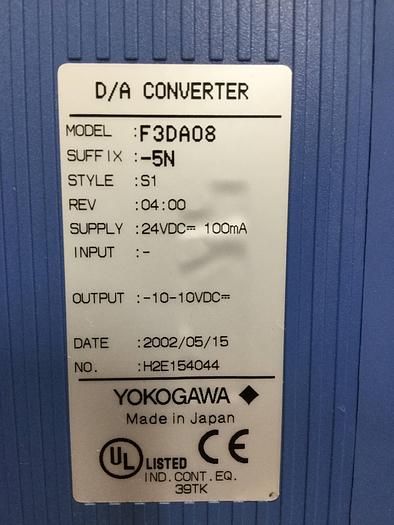 D/A CONVERTER
MODEL :F3DA08
SUFFIX :-5N
STYLE :S1
REV :04:00
SUPPLY :24VDC⎓ 100mA
INPUT :-
OUTPUT :-10-10VDC⎓
DATE :2002/05/15
NO. :H2E154044
YOKOGAWA ◆
Made in Japan
UL LISTED CE
IND.CONT.EQ.
39TK